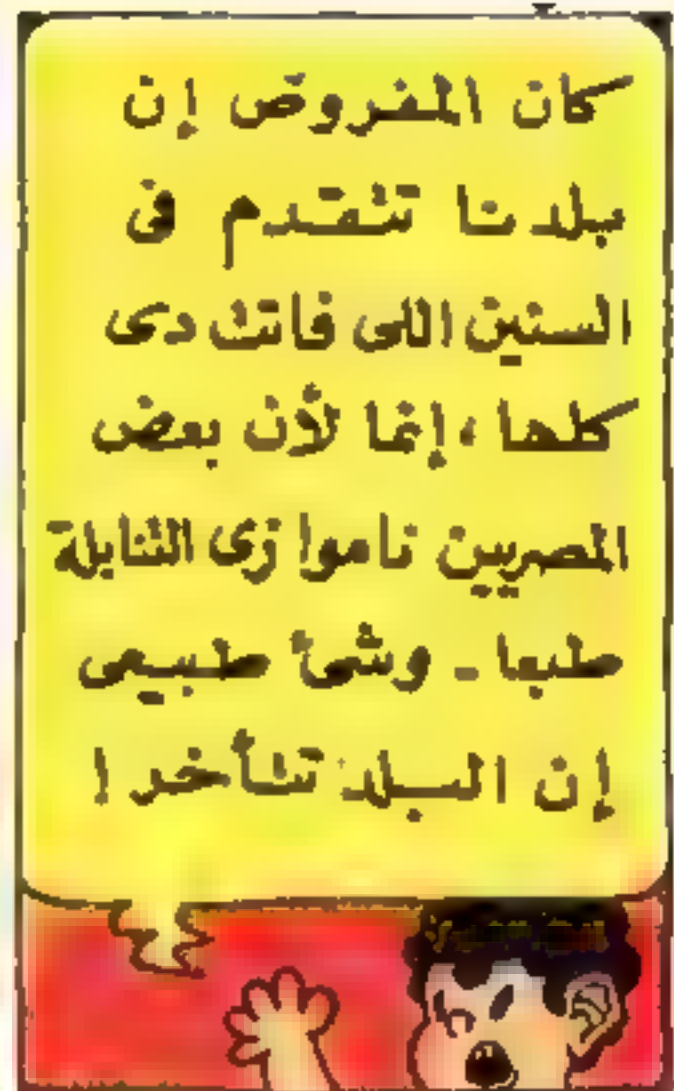 كان المفروض إن
بلدنا تتقدم فى
السنين اللى فاتت دى
كلها، إنما لأن بعض
المصريين ناموا زى التنابلة
طبعا - وشئ طبيعى
إن البلد تتأخر !